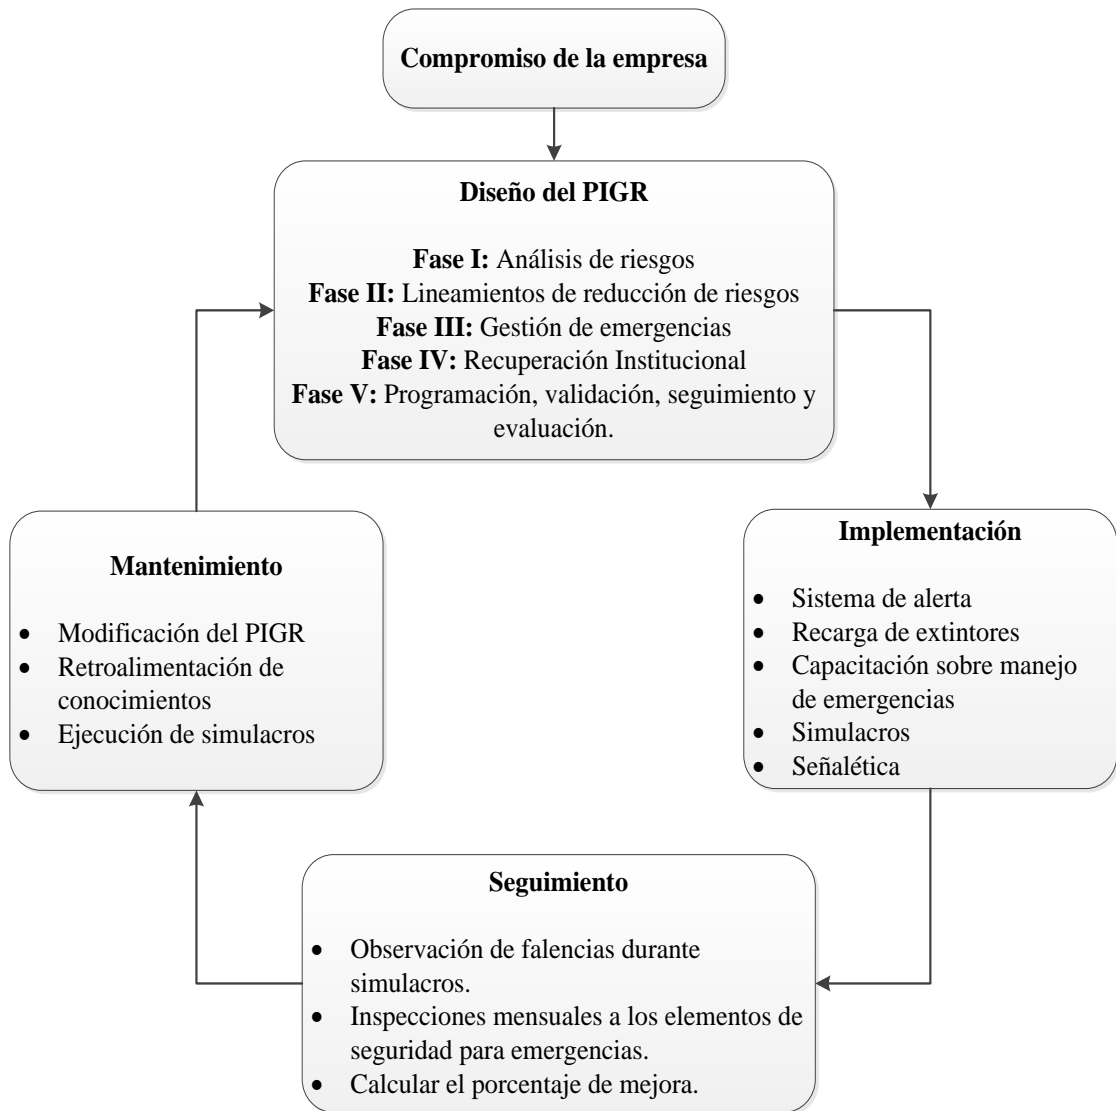 Compromiso de la empresa
Diseño del PIGR
Fase I: Análisis de riesgos
Fase II: Lineamientos de reducción de riesgos
Fase III: Gestión de emergencias
Fase IV: Recuperación Institucional
Fase V: Programación, validación, seguimiento y
evaluación.
Implementación
• Sistema de alerta
• Recarga de extintores
• Capacitación sobre manejo
de emergencias
• Simulacros
• Señalética
Seguimiento
• Observación de falencias durante
simulacros.
• Inspecciones mensuales a los elementos de
seguridad para emergencias.
• Calcular el porcentaje de mejora.
Mantenimiento
• Modificación del PIGR
• Retroalimentación de
conocimientos
• Ejecución de simulacros